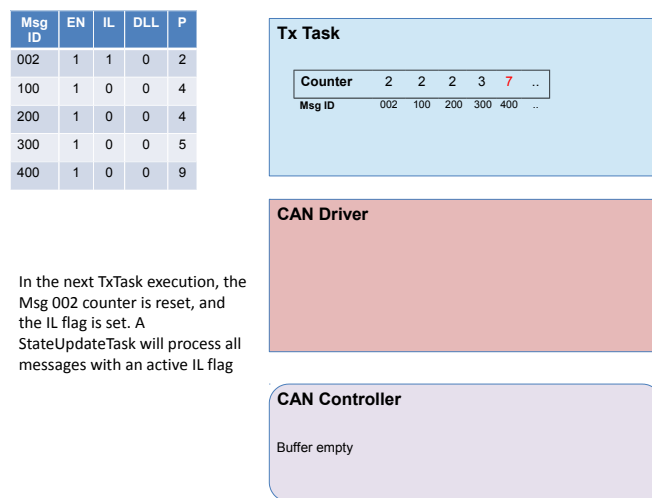 Msg ID EN IL DLL P
002 1 1 0 2
100 1 0 0 4
200 1 0 0 4
300 1 0 0 5
400 1 0 0 9
In the next TxTask execution, the
Msg 002 counter is reset, and
the IL flag is set. A
StateUpdateTask will process all
messages with an active IL flag
Tx Task
Counter 2 2 2 3 7 ..
Msg ID 002 100 200 300 400 ..
CAN Driver
CAN Controller
Buffer empty